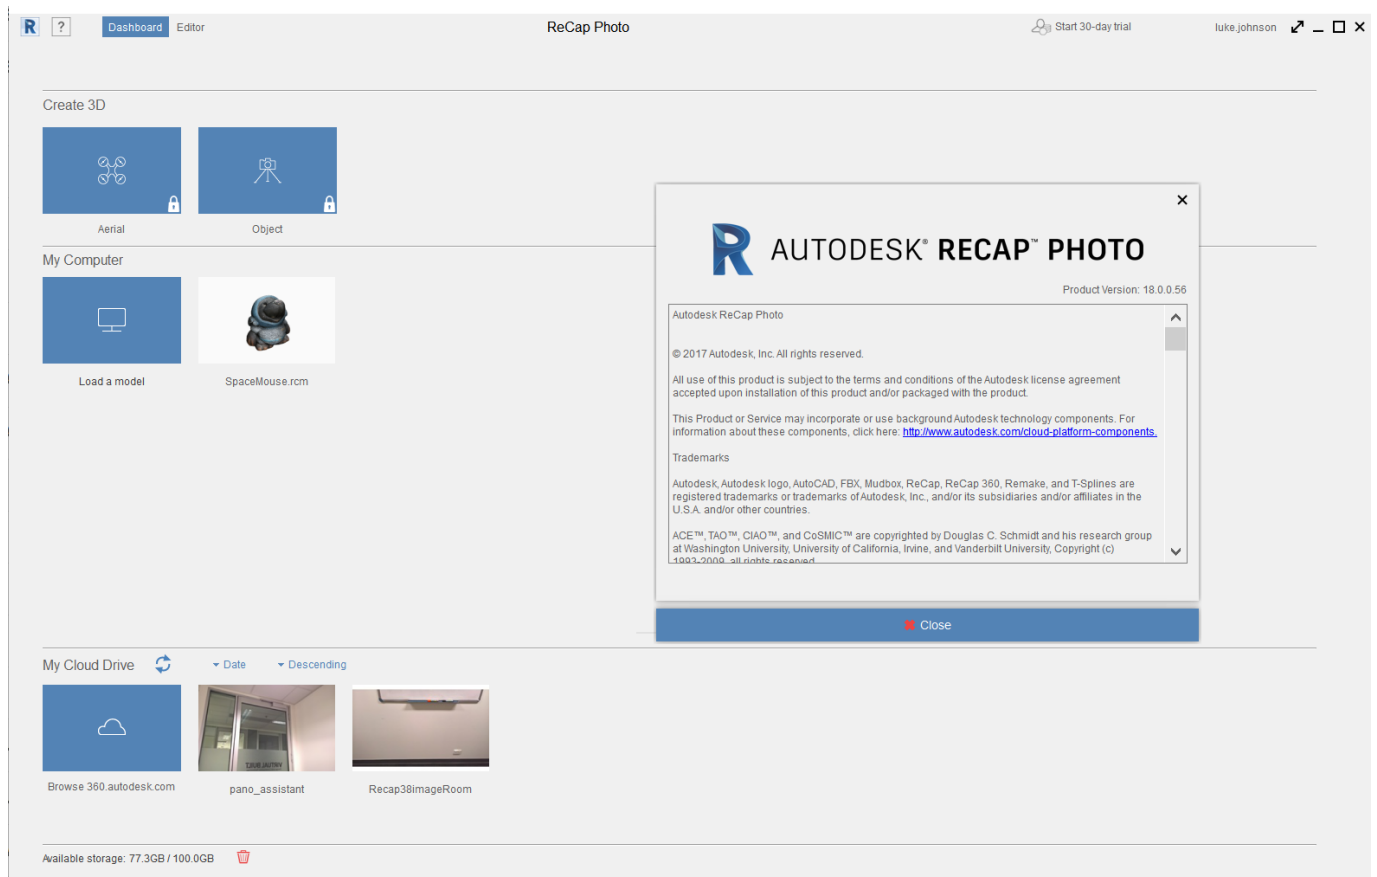 R ? Dashboard Editor ReCap Photo Start 30-day trial luke.johnson
Create 3D
Aerial Object
My Computer
Load a model SpaceMouse.rcm
R AUTODESK® RECAP™ PHOTO
Product Version: 18.0.0.56
Autodesk ReCap Photo
© 2017 Autodesk, Inc. All rights reserved.
All use of this product is subject to the terms and conditions of the Autodesk license agreement
accepted upon installation of this product and/or packaged with the product.
This Product or Service may incorporate or use background Autodesk technology components. For
information about these components, click here: http://www.autodesk.com/cloud-platform-components.
Trademarks
Autodesk, Autodesk logo, AutoCAD, FBX, Mudbox, ReCap, ReCap 360, Remake, and T-Splines are
registered trademarks or trademarks of Autodesk, Inc., and/or its subsidiaries and/or affiliates in the
U.S.A. and/or other countries.
ACE™, TAO™, CIAO™, and CoSMIC™ are copyrighted by Douglas C. Schmidt and his research group
at Washington University, University of California, Irvine, and Vanderbilt University, Copyright (c)
1993-2009, all rights reserved.
Close
My Cloud Drive Date Descending
Browse 360.autodesk.com pano_assistant Recap38imageRoom
Available storage: 77.3GB / 100.0GB